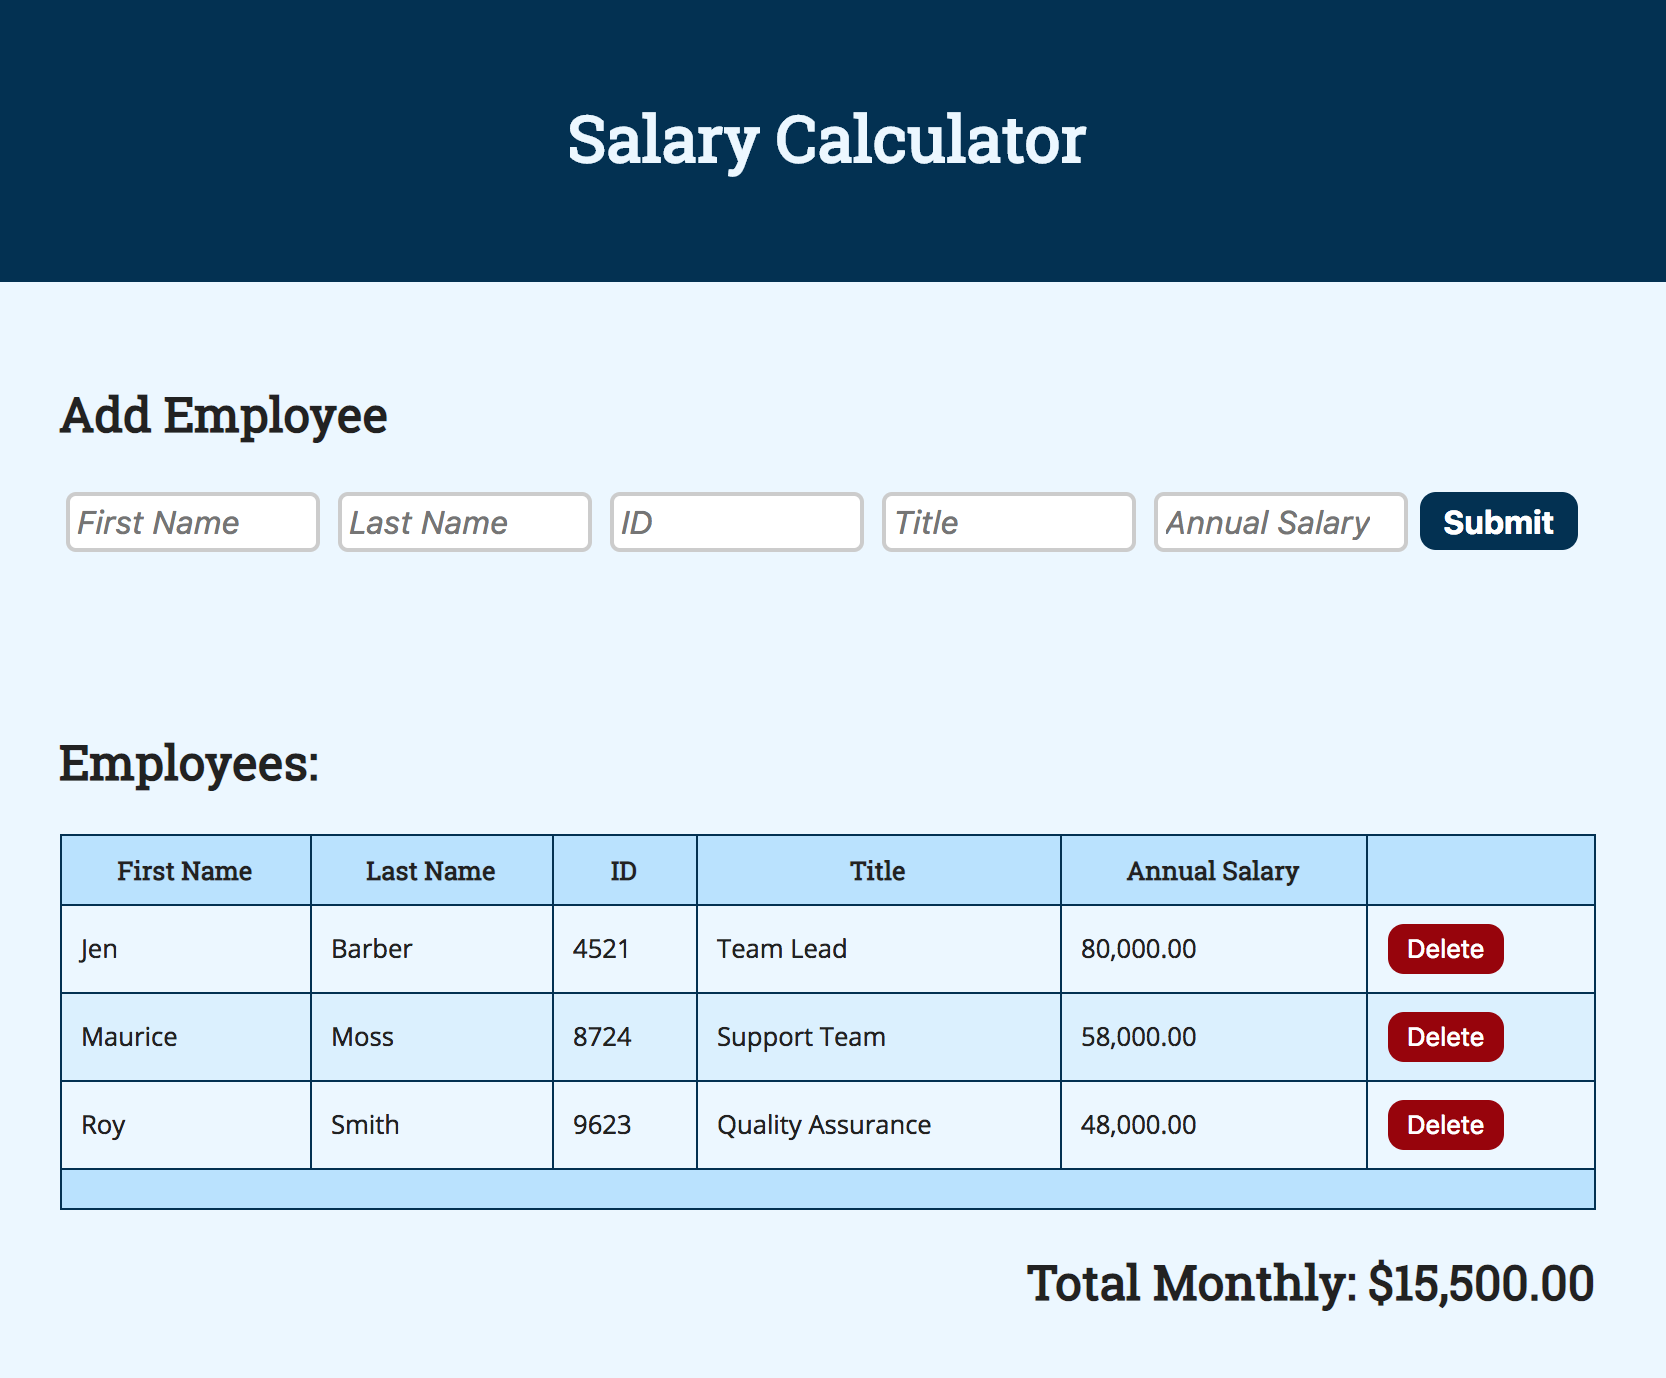 Salary Calculator
Add Employee
First Name Last Name ID Title Annual Salary Submit
Employees:
First Name Last Name ID Title Annual Salary
Jen Barber 4521 Team Lead 80,000.00 Delete
Maurice Moss 8724 Support Team 58,000.00 Delete
Roy Smith 9623 Quality Assurance 48,000.00 Delete
Total Monthly: $15,500.00